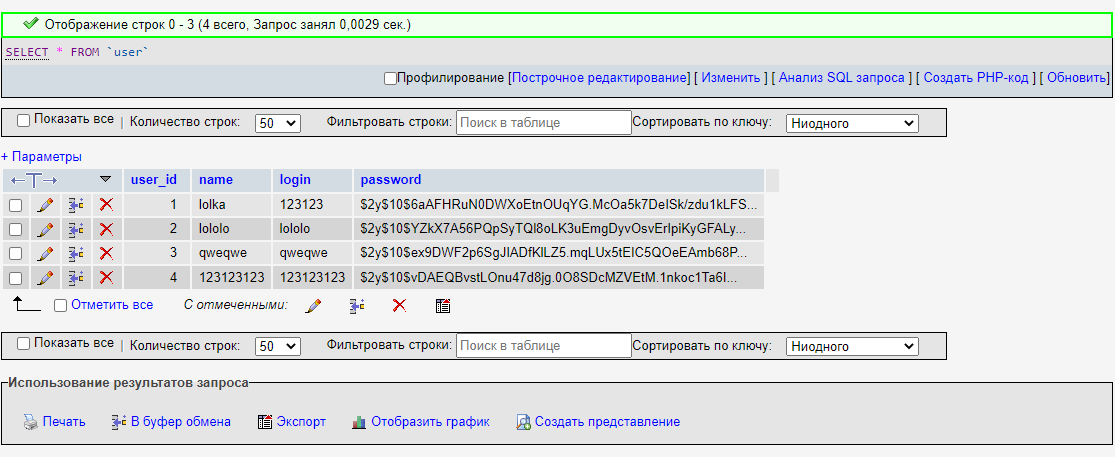 Отображение строк 0 - 3 (4 всего, Запрос занял 0,0029 сек.)
SELECT * FROM `user`
Профилирование [Построчное редактирование] [ Изменить ] [ Анализ SQL запроса ] [ Создать PHP-код ] [ Обновить]
Показать все | Количество строк: 50 Фильтровать строки: Поиск в таблице Сортировать по ключу: Ниодного
+ Параметры
←T→ user_id name login password
1 lolka 123123 $2y$10$6aAFHRuN0DWXoEtnOUqYG.McOa5k7DeISk/zdu1kLFS...
2 lololo lololo $2y$10$YZkX7A56PQpSyTQI8oLK3uEmgDyvOsvErIpiKyGFALy...
3 qweqwe qweqwe $2y$10$ex9DWF2p6SgJIADfKlLZ5.mqLUx5tEIC5QOeEAmb68P...
4 123123123 123123123 $2y$10$vDAEQBvstLOnu47d8jg.0O8SDcMZVEtM.1nkoc1Ta6I...
Отметить все С отмеченными:
Показать все | Количество строк: 50 Фильтровать строки: Поиск в таблице Сортировать по ключу: Ниодного
Использование результатов запроса
Печать В буфер обмена Экспорт Отобразить график Создать представление